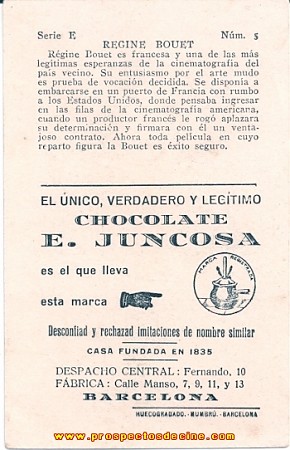 Serie E Núm. 5
REGINE BOUET
Régine Bouet es francesa y una de las más
legítimas esperanzas de la cinematografía del
país vecino. Su entusiasmo por el arte mudo
es prueba de vocación decidida. Se disponía a
embarcarse en un puerto de Francia con rumbo
a los Estados Unidos, donde pensaba ingresar
en las filas de la cinematografía americana,
cuando un productor francés le rogó aplazara
su determinación y firmara con él un venta-
joso contrato. Ahora toda película en cuyo
reparto figura la Bouet es éxito seguro.
EL ÚNICO, VERDADERO Y LEGÍTIMO
CHOCOLATE
E. JUNCOSA
es el que lleva
esta marca
MARCA REGISTRADA
Desconfiad y rechazad imitaciones de nombre similar
CASA FUNDADA EN 1835
DESPACHO CENTRAL: Fernando, 10
FÁBRICA: Calle Manso, 7, 9, 11, y 13
BARCELONA
HUECOGRABADO.-MUMBRÚ.-BARCELONA
www.prospectosdecine.com